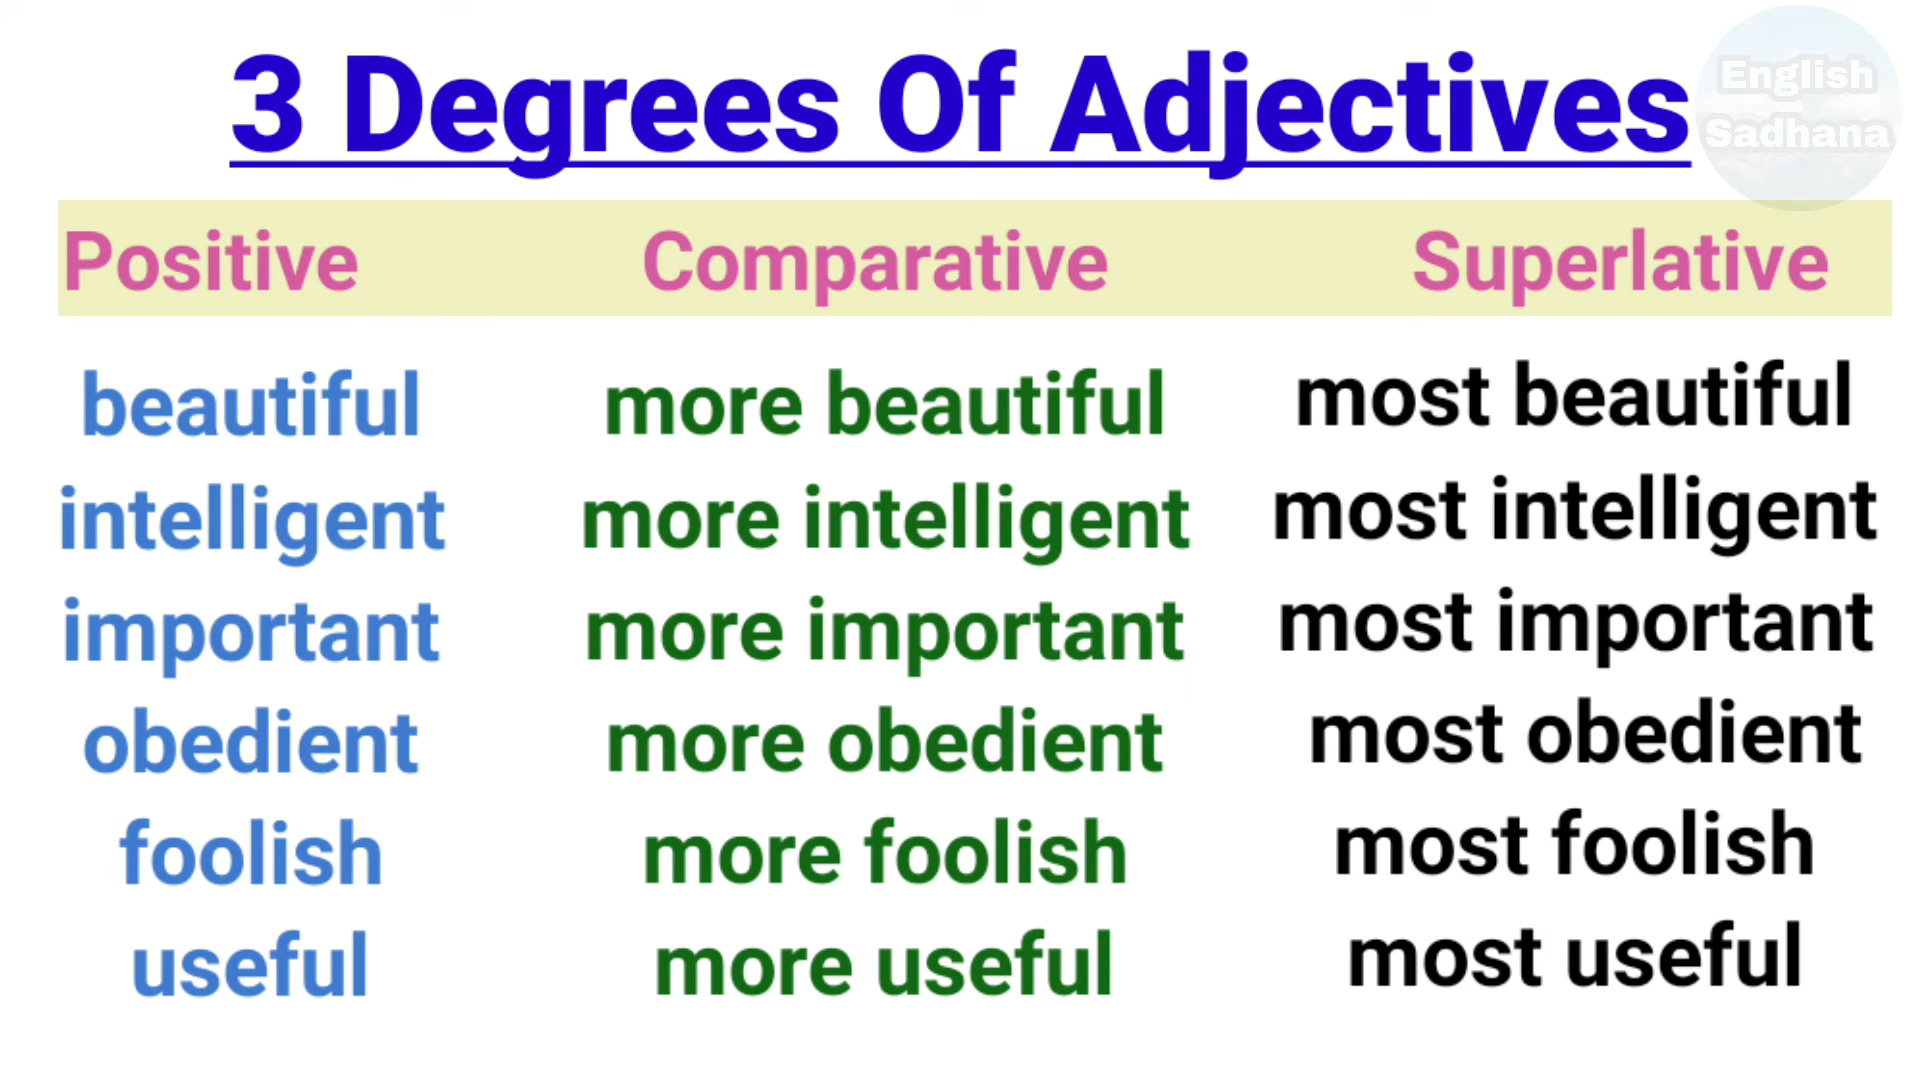 3 Degrees Of Adjectives
English
Sadhana
Positive Comparative Superlative
beautiful more beautiful most beautiful
intelligent more intelligent most intelligent
important more important most important
obedient more obedient most obedient
foolish more foolish most foolish
useful more useful most useful